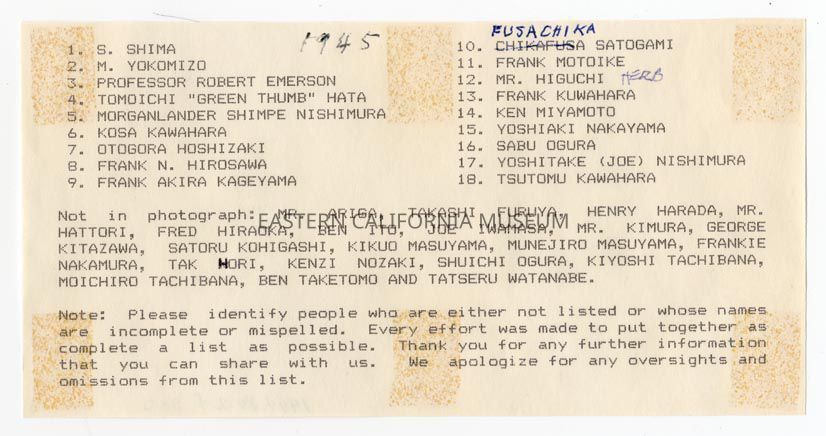 1945
1. S. SHIMA
2. M. YOKOMIZO
3. PROFESSOR ROBERT EMERSON
4. TOMOICHI "GREEN THUMB" HATA
5. MORGANLANDER SHIMPE NISHIMURA
6. KOSA KAWAHARA
7. OTOGORA HOSHIZAKI
8. FRANK N. HIROSAWA
9. FRANK AKIRA KAGEYAMA
FUSACHIKA
10. CHIKAFUSA SATOGAMI
11. FRANK MOTOIKE
12. MR. HIGUCHI HERB
13. FRANK KUWAHARA
14. KEN MIYAMOTO
15. YOSHIAKI NAKAYAMA
16. SABU OGURA
17. YOSHITAKE (JOE) NISHIMURA
18. TSUTOMU KAWAHARA
Not in photograph: MR. ARIGA, TAKASHI FURUYA, HENRY HARADA, MR.
HATTORI, FRED HIRAOKA, BEN ITO, JOE IWAMASA, MR. KIMURA, GEORGE
KITAZAWA, SATORU KOHIGASHI, KIKUO MASUYAMA, MUNEJIRO MASUYAMA, FRANKIE
NAKAMURA, TAK HORI, KENZI NOZAKI, SHUICHI OGURA, KIYOSHI TACHIBANA,
MOICHIRO TACHIBANA, BEN TAKETOMO AND TATSERU WATANABE.
EASTERN CALIFORNIA MUSEUM
Note: Please identify people who are either not listed or whose names
are incomplete or mispelled. Every effort was made to put together as
complete a list as possible. Thank you for any further information
that you can share with us. We apologize for any oversights and
omissions from this list.